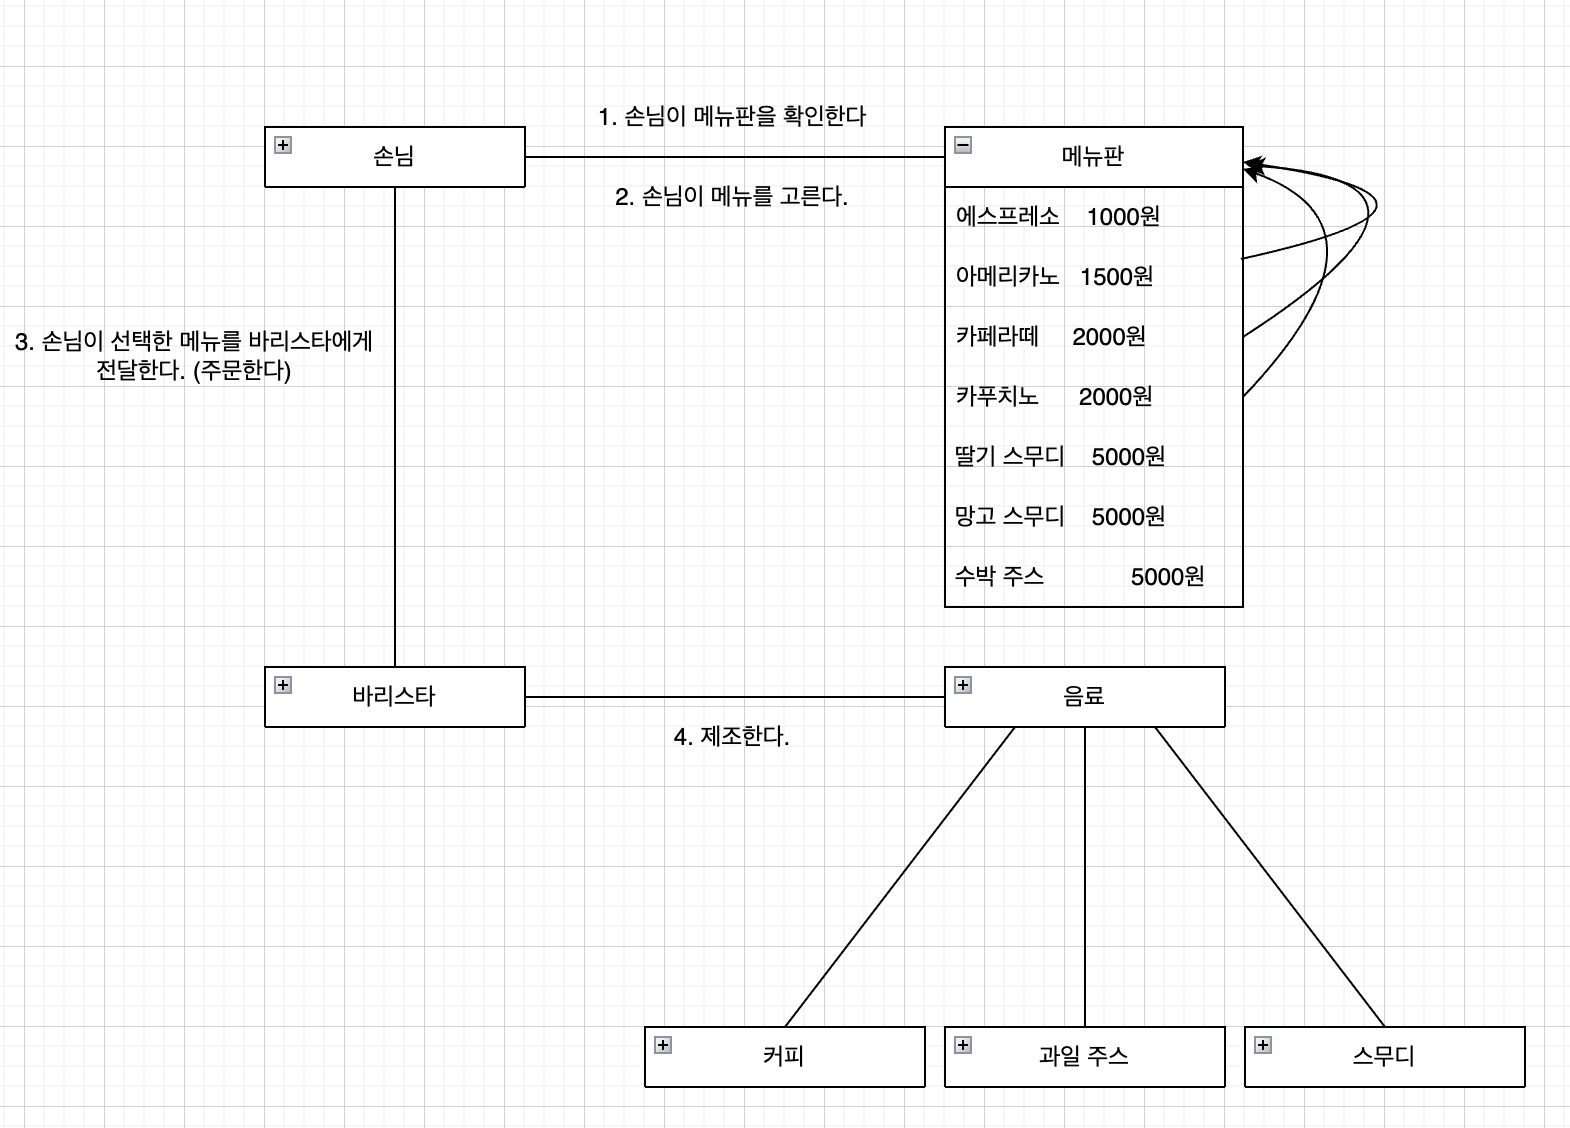 1. 손님이 메뉴판을 확인한다
손님
메뉴판
2. 손님이 메뉴를 고른다.
에스프레소 1000원
아메리카노 1500원
카페라떼 2000원
카푸치노 2000원
딸기 스무디 5000원
망고 스무디 5000원
수박 주스 5000원
3. 손님이 선택한 메뉴를 바리스타에게
전달한다. (주문한다)
바리스타
음료
4. 제조한다.
커피
과일 주스
스무디